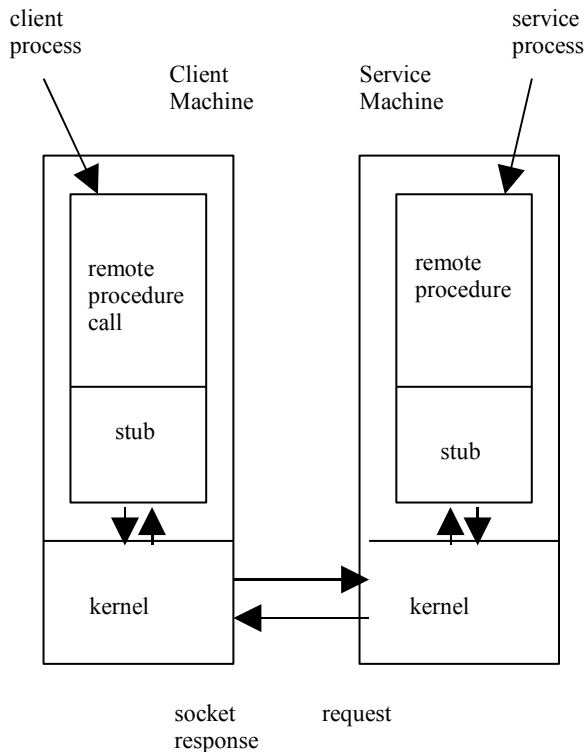 client
process
service
process
Client
Machine
Service
Machine
remote
procedure
call
remote
procedure
stub
stub
kernel
kernel
socket
response
request